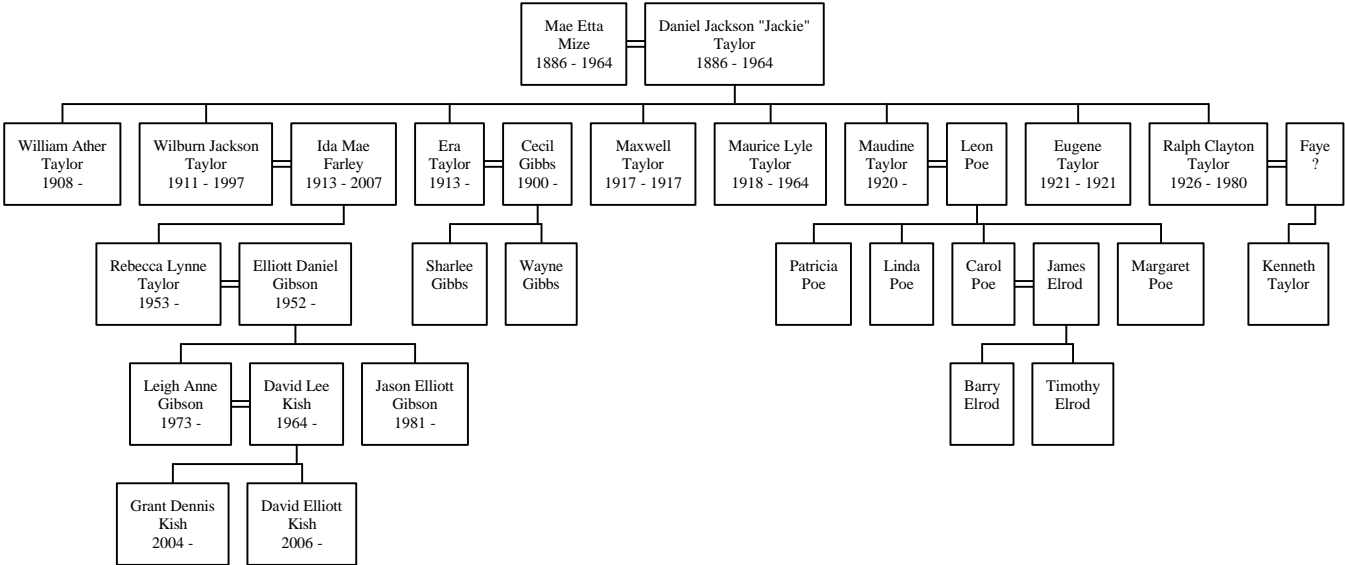 Mae Etta
Mize
1886 - 1964
Daniel Jackson "Jackie"
Taylor
1886 - 1964
William Ather
Taylor
1908 -
Wilburn Jackson
Taylor
1911 - 1997
Ida Mae
Farley
1913 - 2007
Era
Taylor
1913 -
Cecil
Gibbs
1900 -
Maxwell
Taylor
1917 - 1917
Maurice Lyle
Taylor
1918 - 1964
Maudine
Taylor
1920 -
Leon
Poe
Eugene
Taylor
1921 - 1921
Ralph Clayton
Taylor
1926 - 1980
Faye
?
Rebecca Lynne
Taylor
1953 -
Elliott Daniel
Gibson
1952 -
Sharlee
Gibbs
Wayne
Gibbs
Patricia
Poe
Linda
Poe
Carol
Poe
James
Elrod
Margaret
Poe
Kenneth
Taylor
Leigh Anne
Gibson
1973 -
David Lee
Kish
1964 -
Jason Elliott
Gibson
1981 -
Barry
Elrod
Timothy
Elrod
Grant Dennis
Kish
2004 -
David Elliott
Kish
2006 -